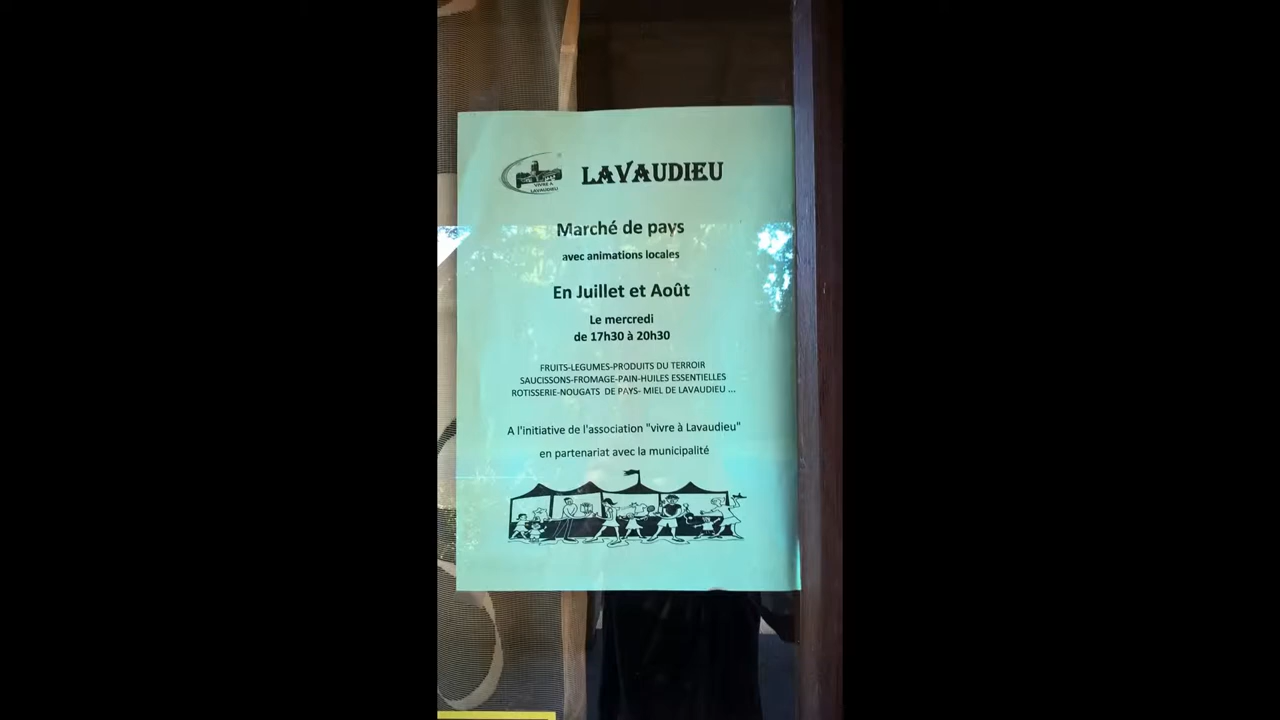 VIVRE A
LAVAUDIEU
LAVAUDIEU
Marché de pays
avec animations locales
En Juillet et Août
Le mercredi
de 17h30 à 20h30
FRUITS-LEGUMES-PRODUITS DU TERROIR
SAUCISSONS-FROMAGE-PAIN-HUILES ESSENTIELLES
ROTISSERIE-NOUGATS DE PAYS- MIEL DE LAVAUDIEU ...
A l'initiative de l'association "vivre à Lavaudieu"
en partenariat avec la municipalité